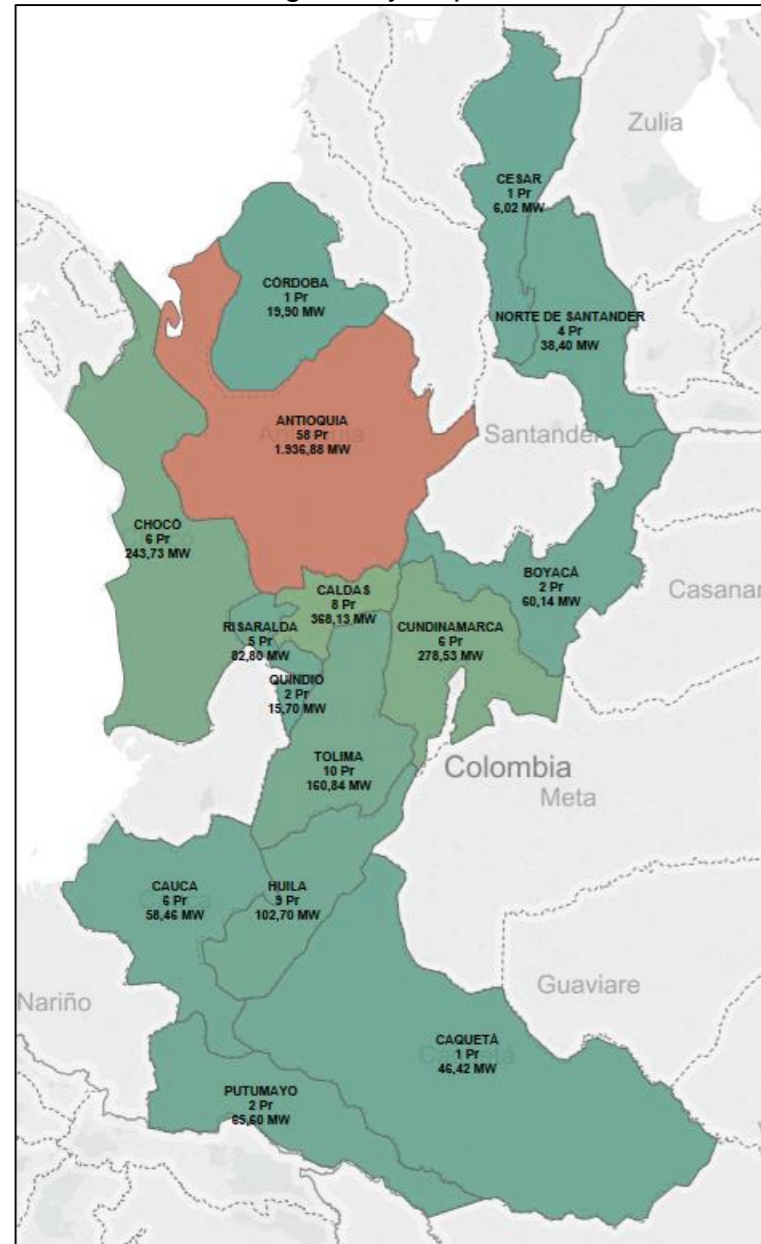 Zulia
CESAR
1 Pr
6,02 MW
CÓRDOBA
1 Pr
19,90 MW
NORTE DE SANTANDER
4 Pr
38,40 MW
ANTIOQUIA
58 Pr
1.936,88 MW
Santander
CHOCÓ
6 Pr
243,73 MW
BOYACÁ
2 Pr
60,14 MW
Casanar
CALDAS
8 Pr
368,13 MW
RISARALDA
5 Pr
82,80 MW
CUNDINAMARCA
6 Pr
278,53 MW
QUINDIO
2 Pr
15,70 MW
TOLIMA
10 Pr
160,84 MW
Colombia
Meta
CAUCA
6 Pr
58,46 MW
HUILA
9 Pr
102,70 MW
Guaviare
Nariño
CAQUETÁ
1 Pr
46,42 MW
PUTUMAYO
2 Pr
65,60 MW